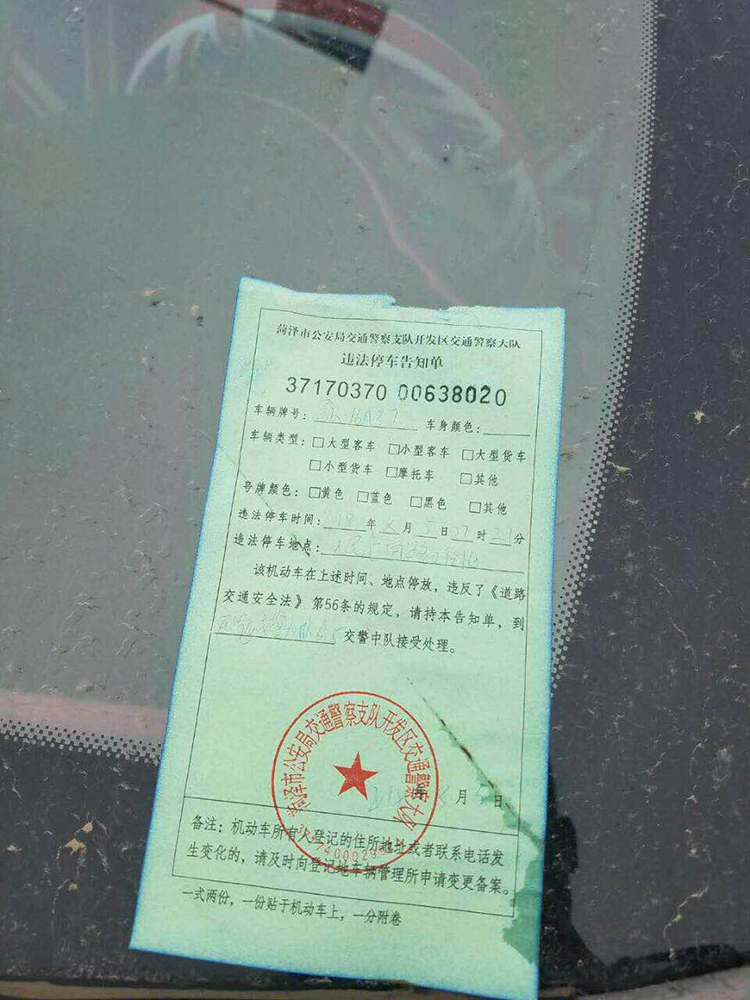 菏泽市公安局交通警察支队开发区交通警察大队
违法停车告知单
37170370 00638020
车辆牌号： 车身颜色：
车辆类型：□大型客车 □小型客车 □大型货车
□小型货车 □摩托车 □其他
号牌颜色：□黄色 □蓝色 □黑色 □其他
违法停车时间： 年 月 5 日 07 时 21 分
违法停车地点：
该机动车在上述时间、地点停放，违反了《道路
交通安全法》第56条的规定，请持本告知单，到
交警中队接受处理。
菏泽市公安局交通警察支队开发区交通警察大队
年 月 日
备注：机动车所有人登记的住所地址或者联系电话发
生变化的，请及时向登记地车辆管理所申请变更备案。
一式两份，一份贴于机动车上，一分附卷